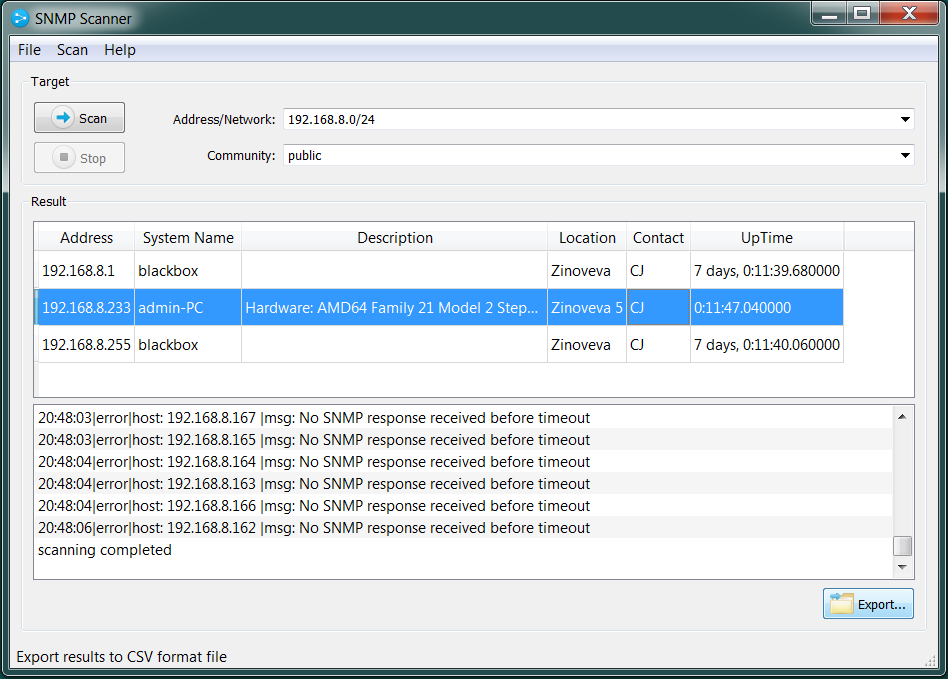 SNMP Scanner
File Scan Help
Target
Scan Address/Network: 192.168.8.0/24
Stop Community: public
Result
Address System Name Description Location Contact UpTime
192.168.8.1 blackbox Zinoveva CJ 7 days, 0:11:39.680000
192.168.8.233 admin-PC Hardware: AMD64 Family 21 Model 2 Step... Zinoveva 5 CJ 0:11:47.040000
192.168.8.255 blackbox Zinoveva CJ 7 days, 0:11:40.060000
20:48:03|error|host: 192.168.8.167 |msg: No SNMP response received before timeout
20:48:03|error|host: 192.168.8.165 |msg: No SNMP response received before timeout
20:48:04|error|host: 192.168.8.164 |msg: No SNMP response received before timeout
20:48:04|error|host: 192.168.8.163 |msg: No SNMP response received before timeout
20:48:04|error|host: 192.168.8.166 |msg: No SNMP response received before timeout
20:48:06|error|host: 192.168.8.162 |msg: No SNMP response received before timeout
scanning completed
Export...
Export results to CSV format file